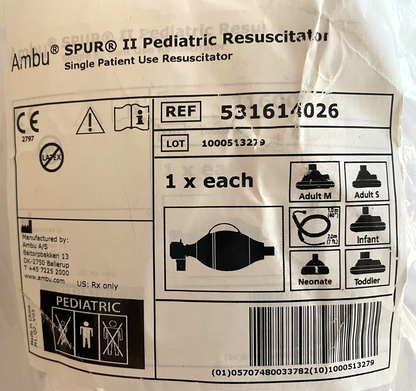 Ambu® SPUR® II Pediatric Resuscitator
Single Patient Use Resuscitator
CE
2797
LATEX
REF 531614026
LOT 1000513279
1 x each
Adult M
Adult S
Infant
Neonate
Toddler
Manufactured by:
Ambu A/S
Baltorpbakken 13
DK-2750 Ballerup
T +45 7225 2000
www.ambu.com
US: Rx only
PEDIATRIC
(01)05707480033782(10)1000513279